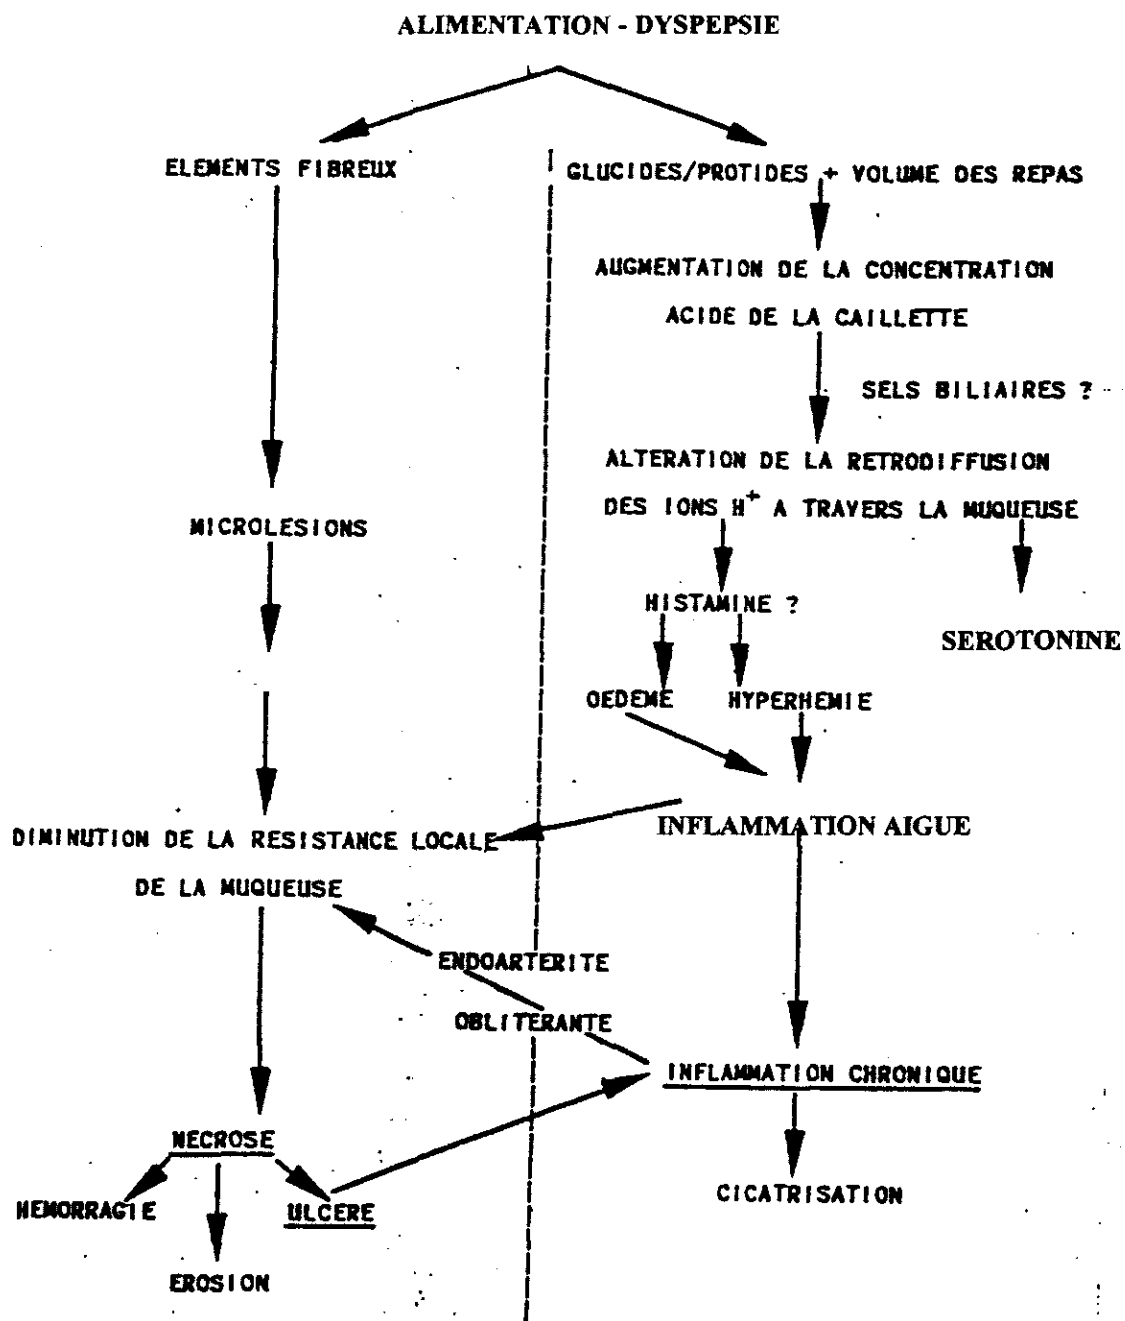 ALIMENTATION - DYSPEPSIE
ELEMENTS FIBREUX
GLUCIDES/PROTIDES + VOLUME DES REPAS
AUGMENTATION DE LA CONCENTRATION
ACIDE DE LA CAILLETTE
SELS BILIAIRES ?
ALTERATION DE LA RETRODIFFUSION
DES IONS H⁺ A TRAVERS LA MUQUEUSE
MICROLESIONS
HISTAMINE ?
SEROTONINE
OEDEME
HYPERHEMIE
INFLAMMATION AIGUE
DIMINUTION DE LA RESISTANCE LOCALE
DE LA MUQUEUSE
ENDOARTERITE
OBLITERANTE
INFLAMMATION CHRONIQUE
NECROSE
CICATRISATION
HEMORRAGIE
ULCERE
EROSION